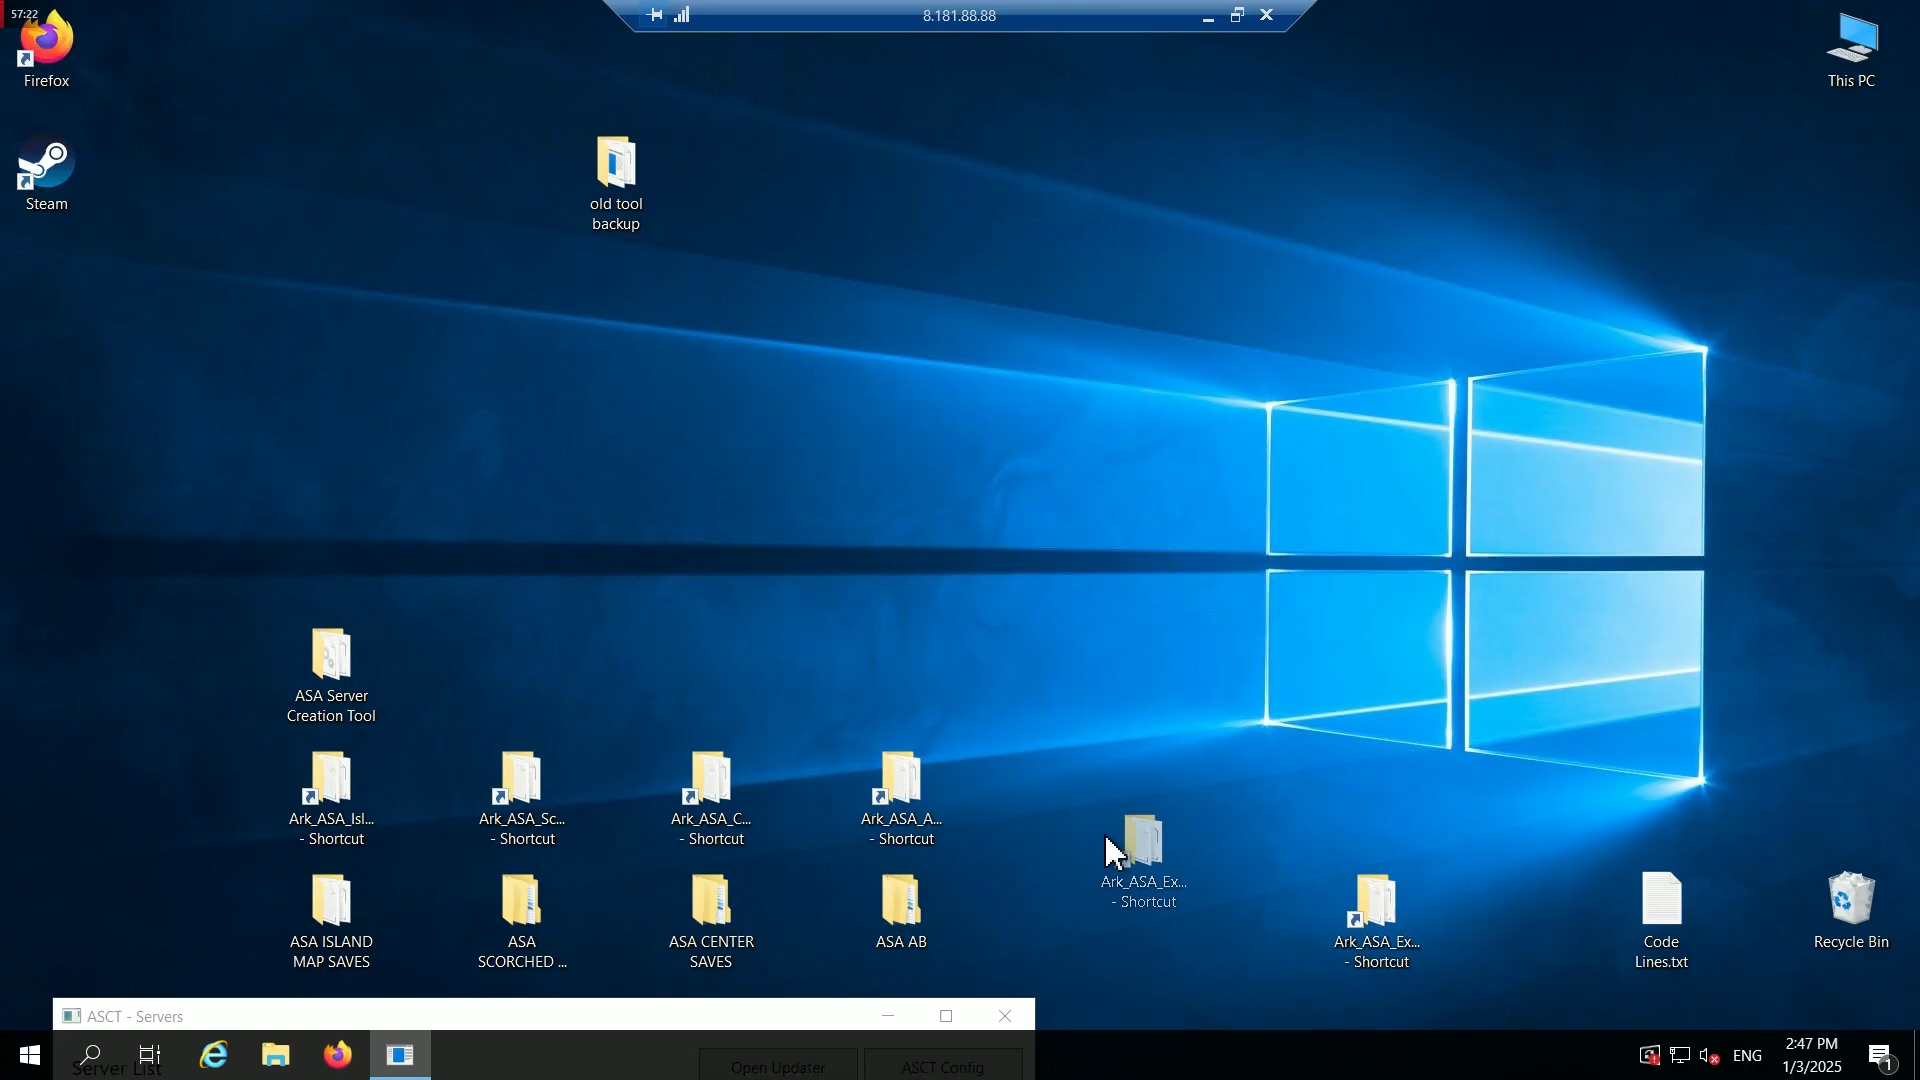 57:22
8.181.88.88
Firefox
This PC
Steam
old tool
backup
ASA Server
Creation Tool
Ark_ASA_Isl...
- Shortcut
Ark_ASA_Sc...
- Shortcut
Ark_ASA_C...
- Shortcut
Ark_ASA_A...
- Shortcut
Ark_ASA_Ex...
- Shortcut
ASA ISLAND
MAP SAVES
ASA
SCORCHED ...
ASA CENTER
SAVES
ASA AB
Ark_ASA_Ex...
- Shortcut
Code
Lines.txt
Recycle Bin
ASCT - Servers
Server List
Open Updater
ASCT Config
ENG
2:47 PM
1/3/2025
1